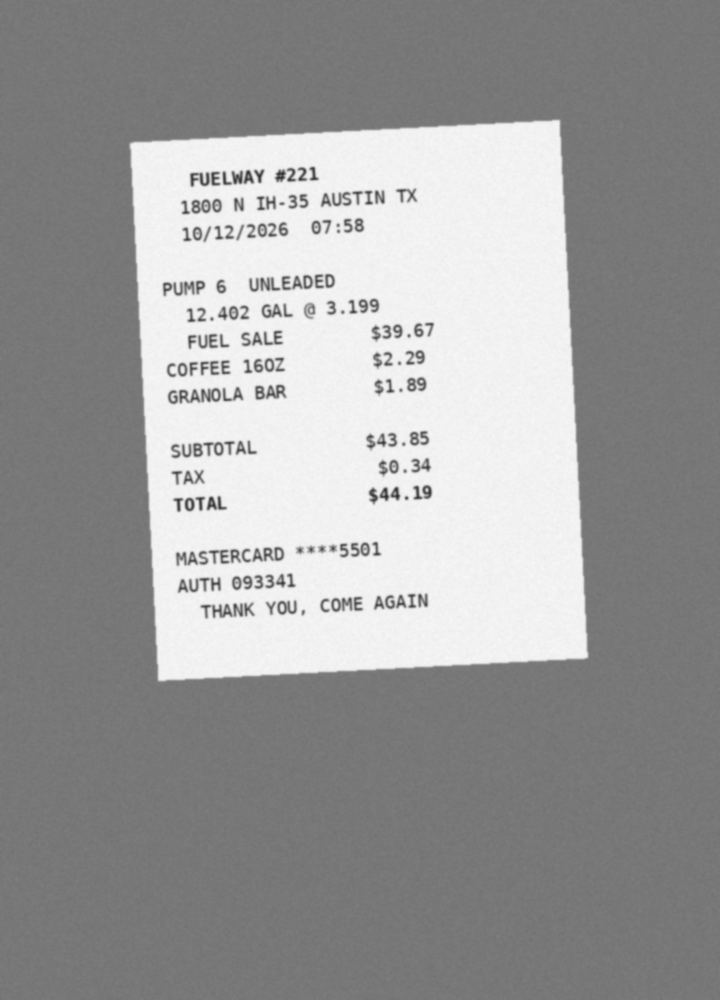 FUELWAY #221
1800 N IH-35 AUSTIN TX
10/12/2026  07:58
PUMP 6  UNLEADED
12.402 GAL @ 3.199
FUEL SALE        $39.67
COFFEE 16OZ        $2.29
GRANOLA BAR        $1.89
SUBTOTAL          $43.85
TAX                $0.34
TOTAL             $44.19
MASTERCARD ****5501
AUTH 093341
THANK YOU, COME AGAIN